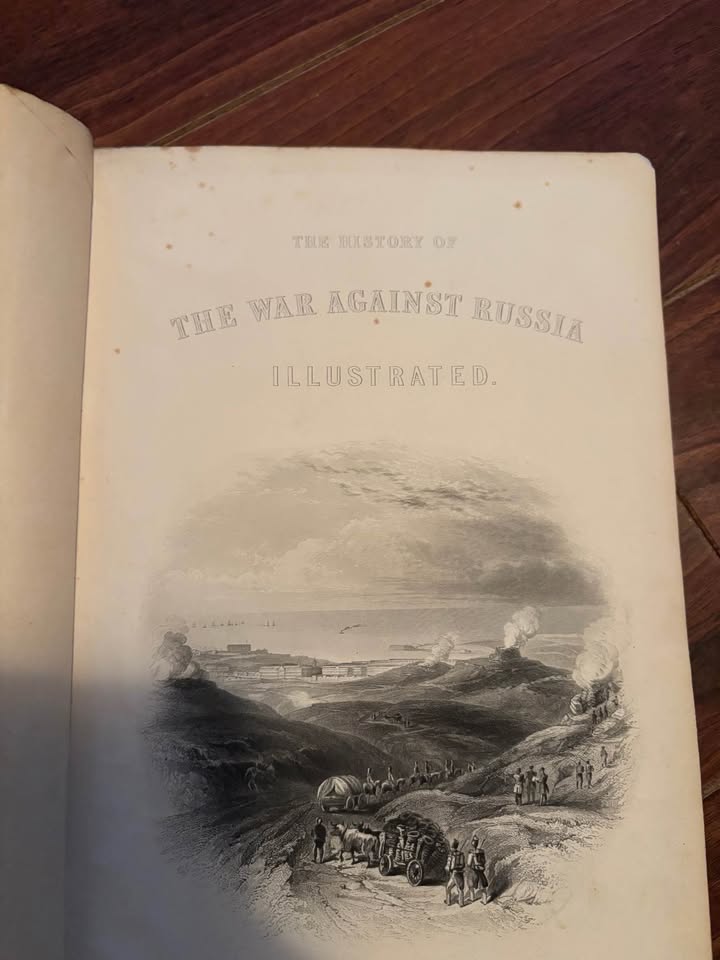 THE HISTORY OF
THE WAR AGAINST RUSSIA
ILLUSTRATED.